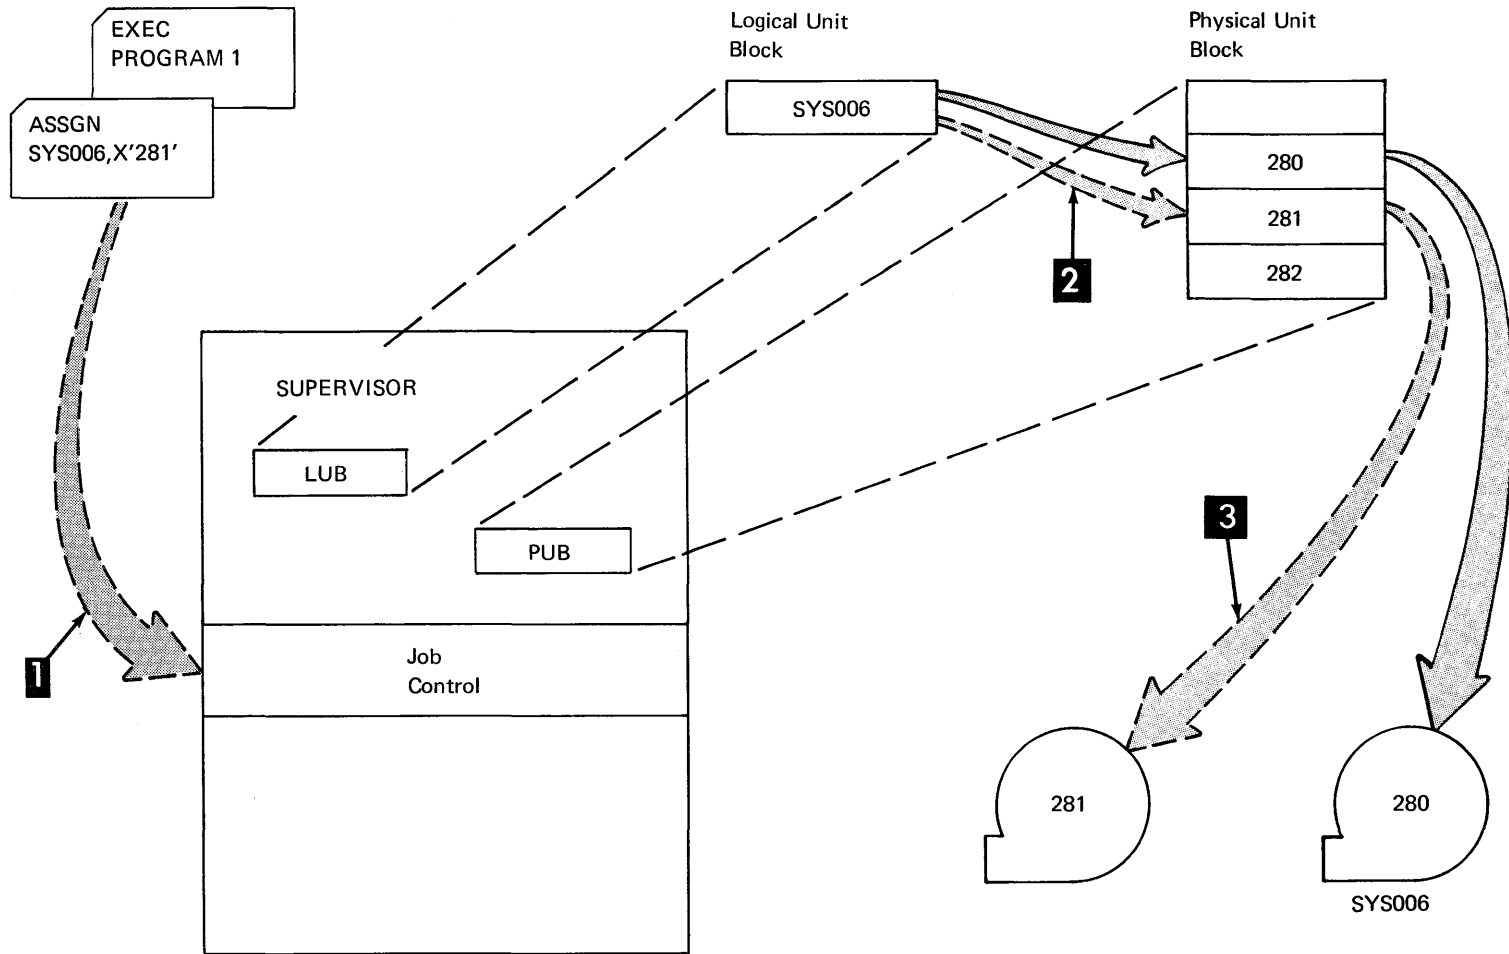 EXEC
PROGRAM 1
ASSGN
SYS006,X'281'
Logical Unit
Block
SYS006
Physical Unit
Block
280
281
282
2
SUPERVISOR
LUB
PUB
3
1
Job
Control
281
280
SYS006